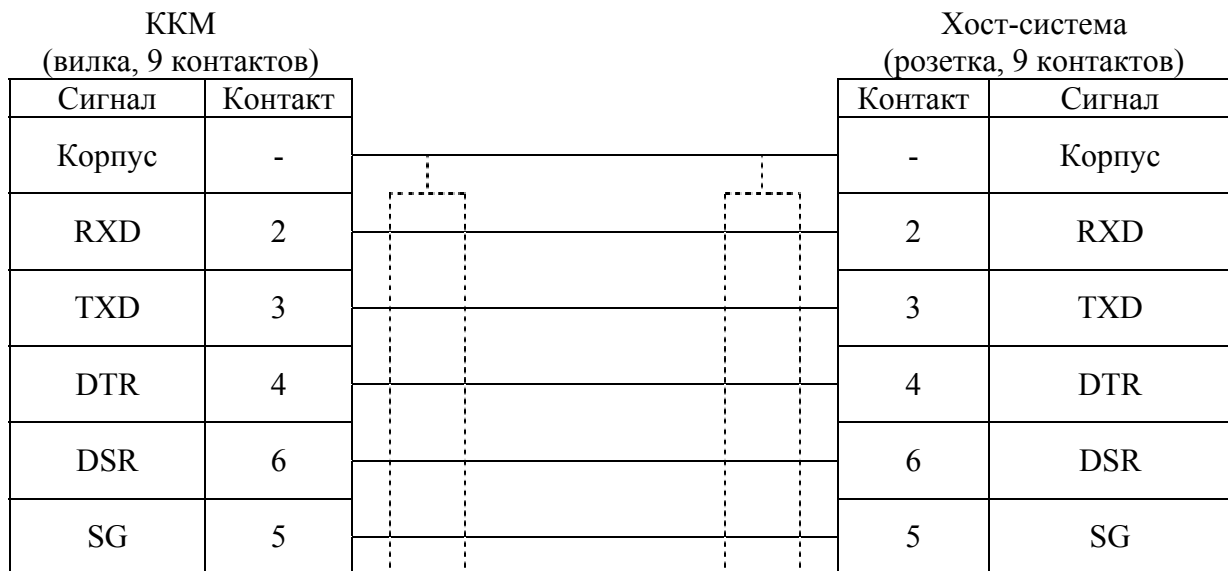 ККМ Хост-система
(вилка, 9 контактов) (розетка, 9 контактов)
Сигнал Контакт Контакт Сигнал
Корпус - - Корпус
RXD 2 2 RXD
TXD 3 3 TXD
DTR 4 4 DTR
DSR 6 6 DSR
SG 5 5 SG